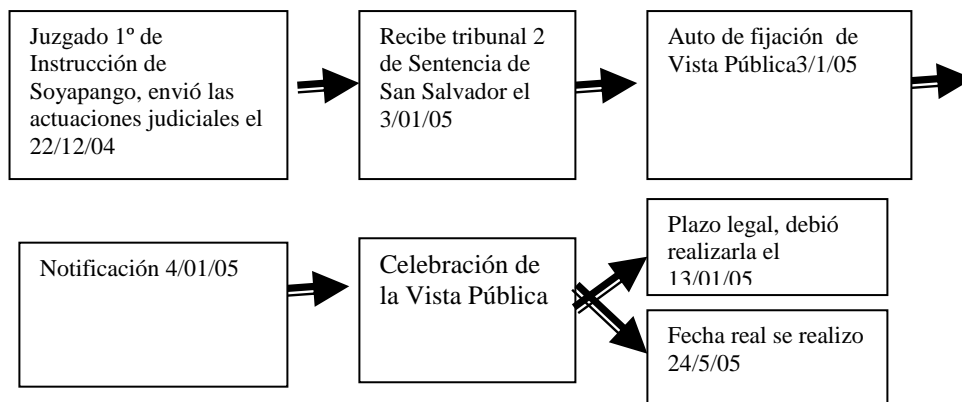 Juzgado 1º de
Instrucción de
Soyapango, envió las
actuaciones judiciales el
22/12/04
Recibe tribunal 2
de Sentencia de
San Salvador el
3/01/05
Auto de fijación de
Vista Pública3/1/05
Notificación 4/01/05
Celebración de
la Vista Pública
Plazo legal, debió
realizarla el
13/01/05
Fecha real se realizo
24/5/05